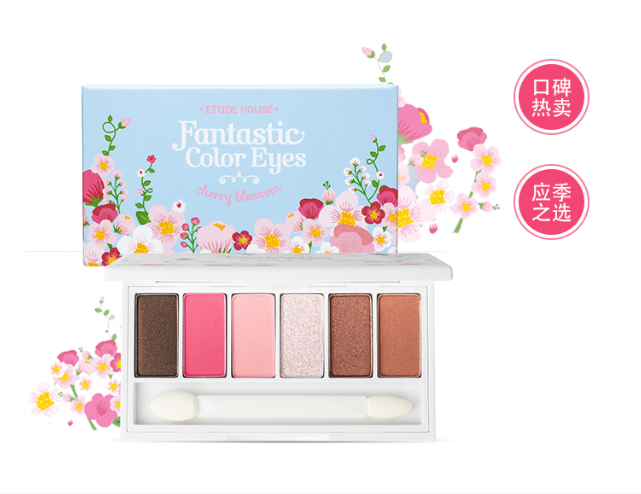 ETUDE HOUSE
Fantastic
Color Eyes
cherry blossom
口碑
热卖
应季
之选